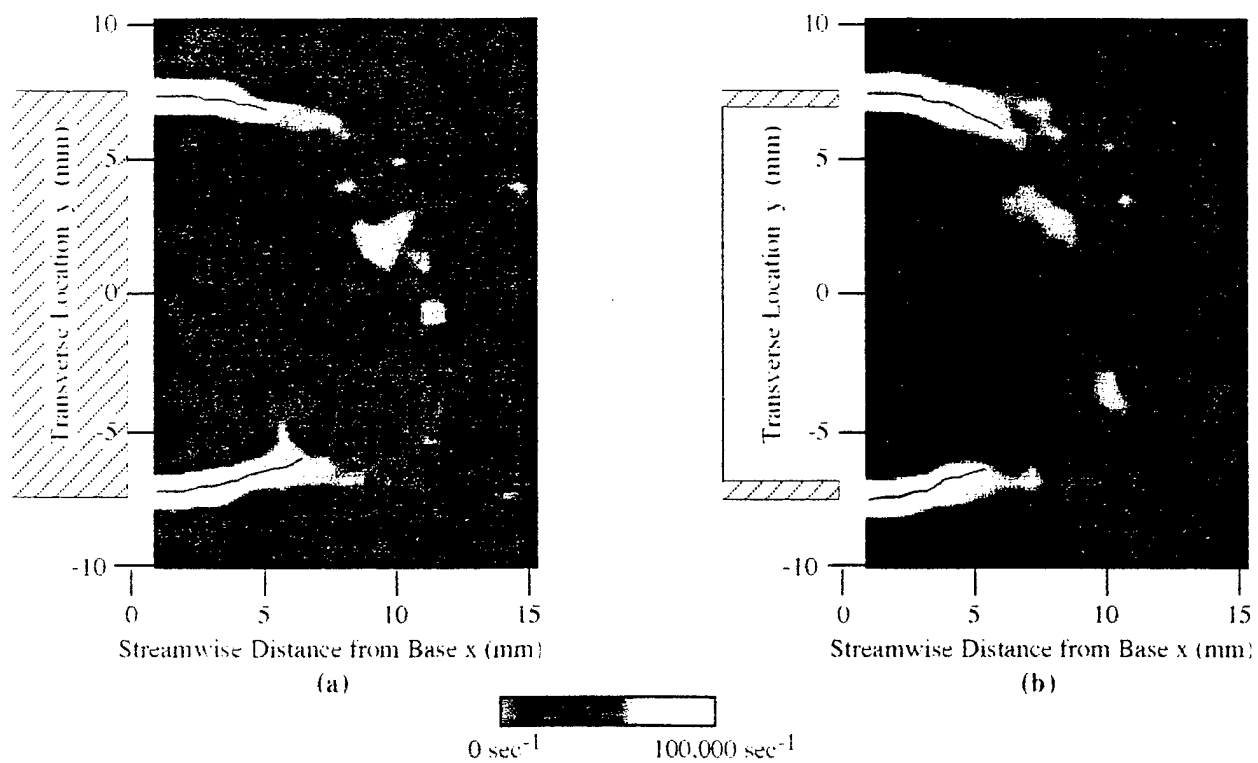 10
5
0
-5
-10
Transverse Location y (mm)
0
5
10
15
Streamwise Distance from Base x (mm)
(a)
10
5
0
-5
-10
Transverse Location y (mm)
0
5
10
15
Streamwise Distance from Base x (mm)
(b)
0 sec⁻¹
100,000 sec⁻¹